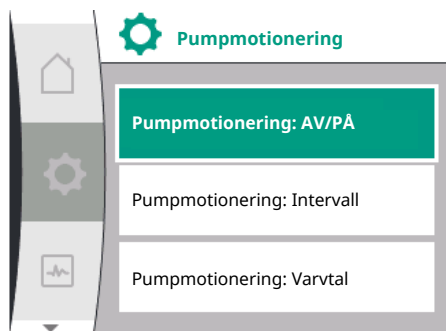 Pumpmotionering
Pumpmotionering: AV/PÅ
Pumpmotionering: Intervall
Pumpmotionering: Varvtal